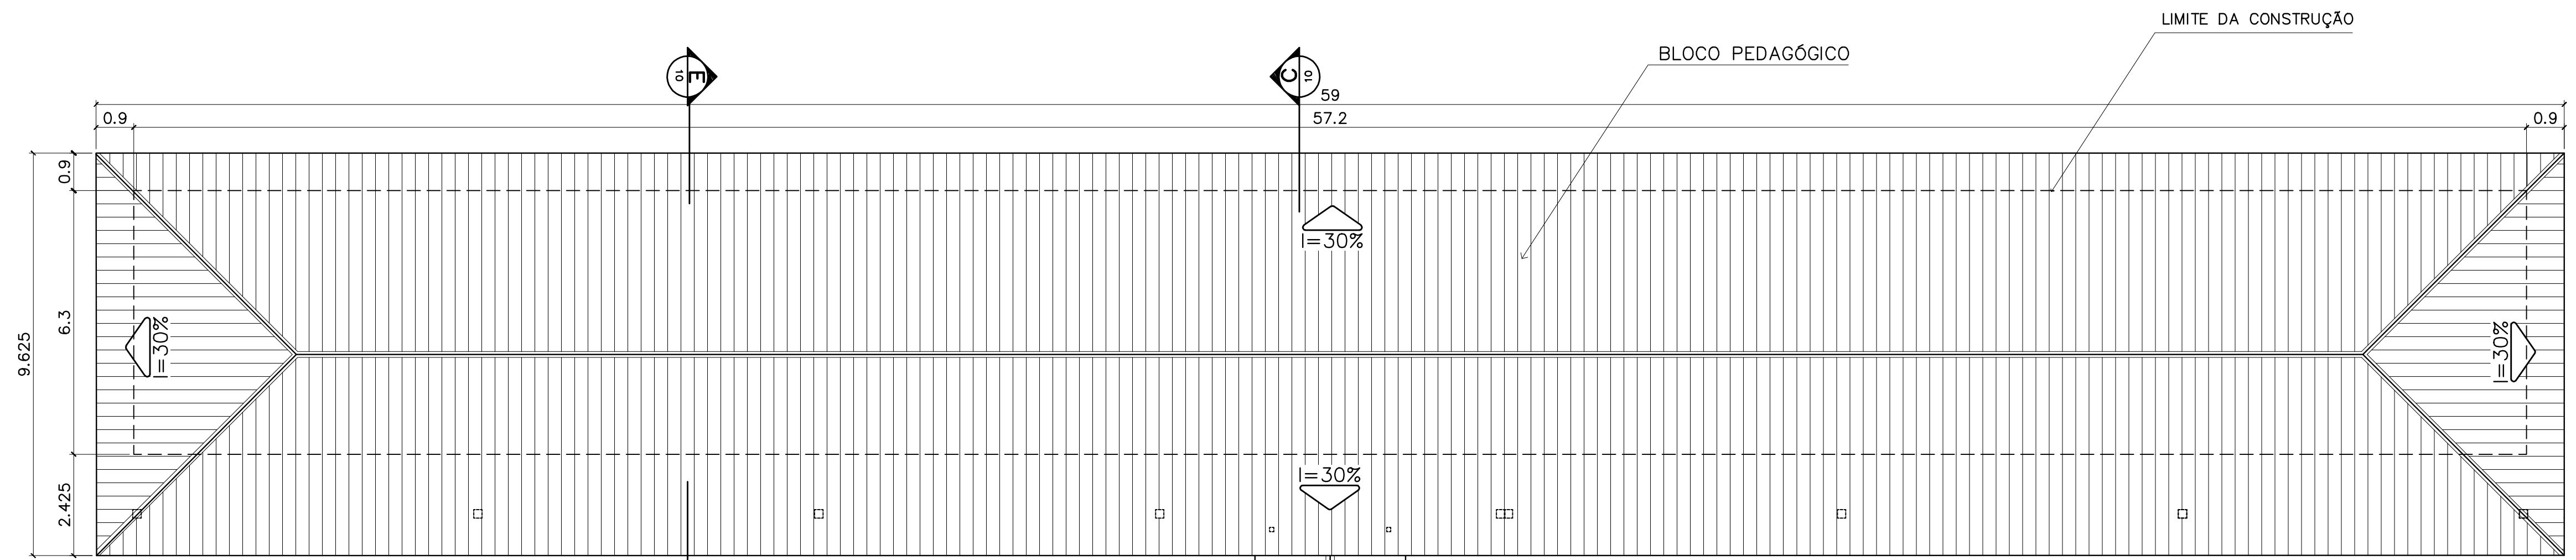 LIMITE DA CONSTRUÇÃO
BLOCO PEDAGÓGICO
E
10
C
10
59
0.9
57.2
0.9
0.9
I=30%
6.3
9.625
I=30%
I=30%
I=30%
2.425